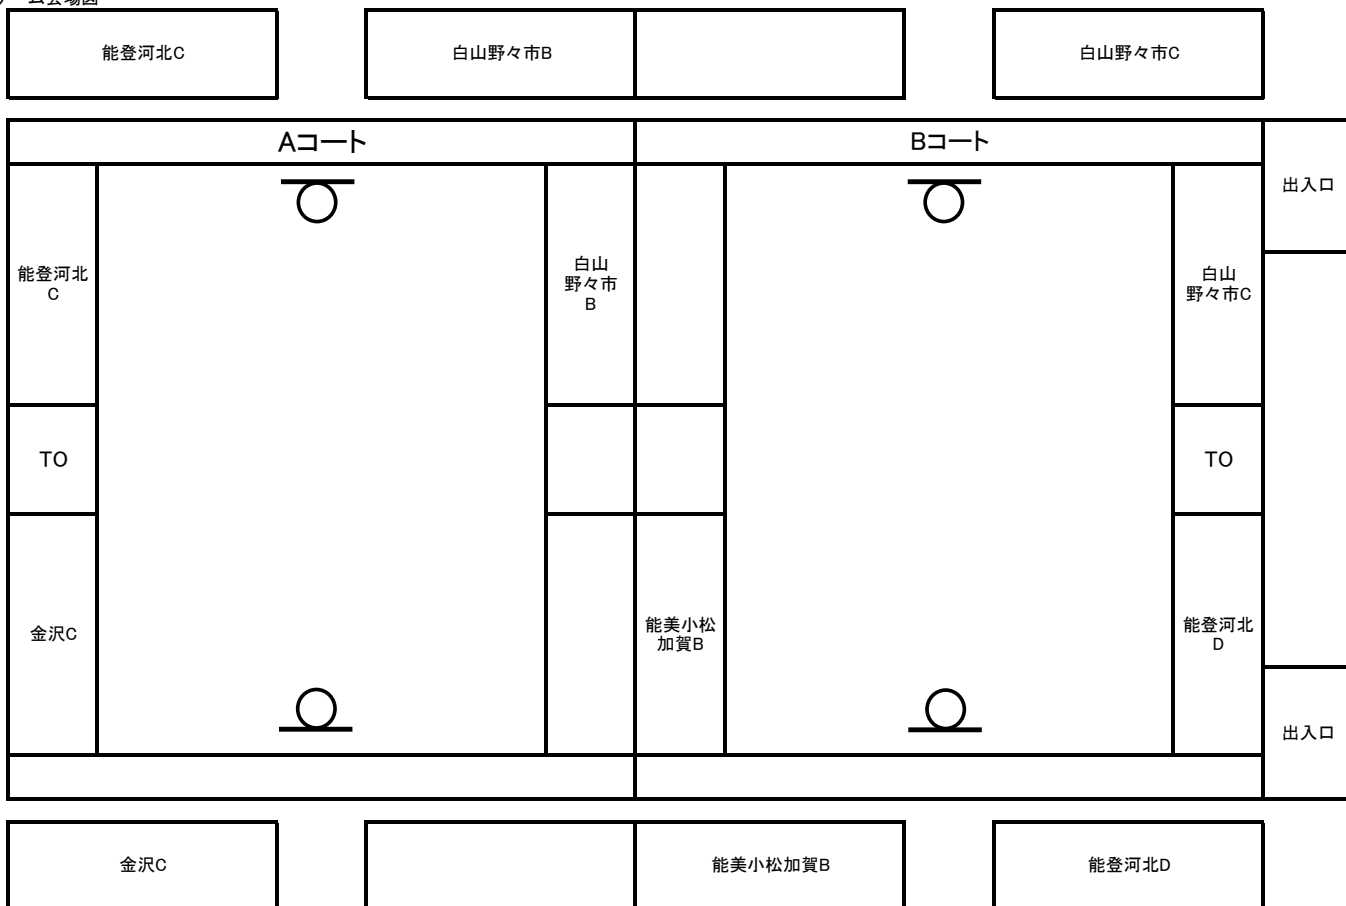 能登河北C
白山野々市B
白山野々市C
Aコート
Bコート
出入口
能登河北
C
白山
野々市
B
白山
野々市C
TO
TO
金沢C
能美小松
加賀B
能登河北
D
出入口
金沢C
能美小松加賀B
能登河北D